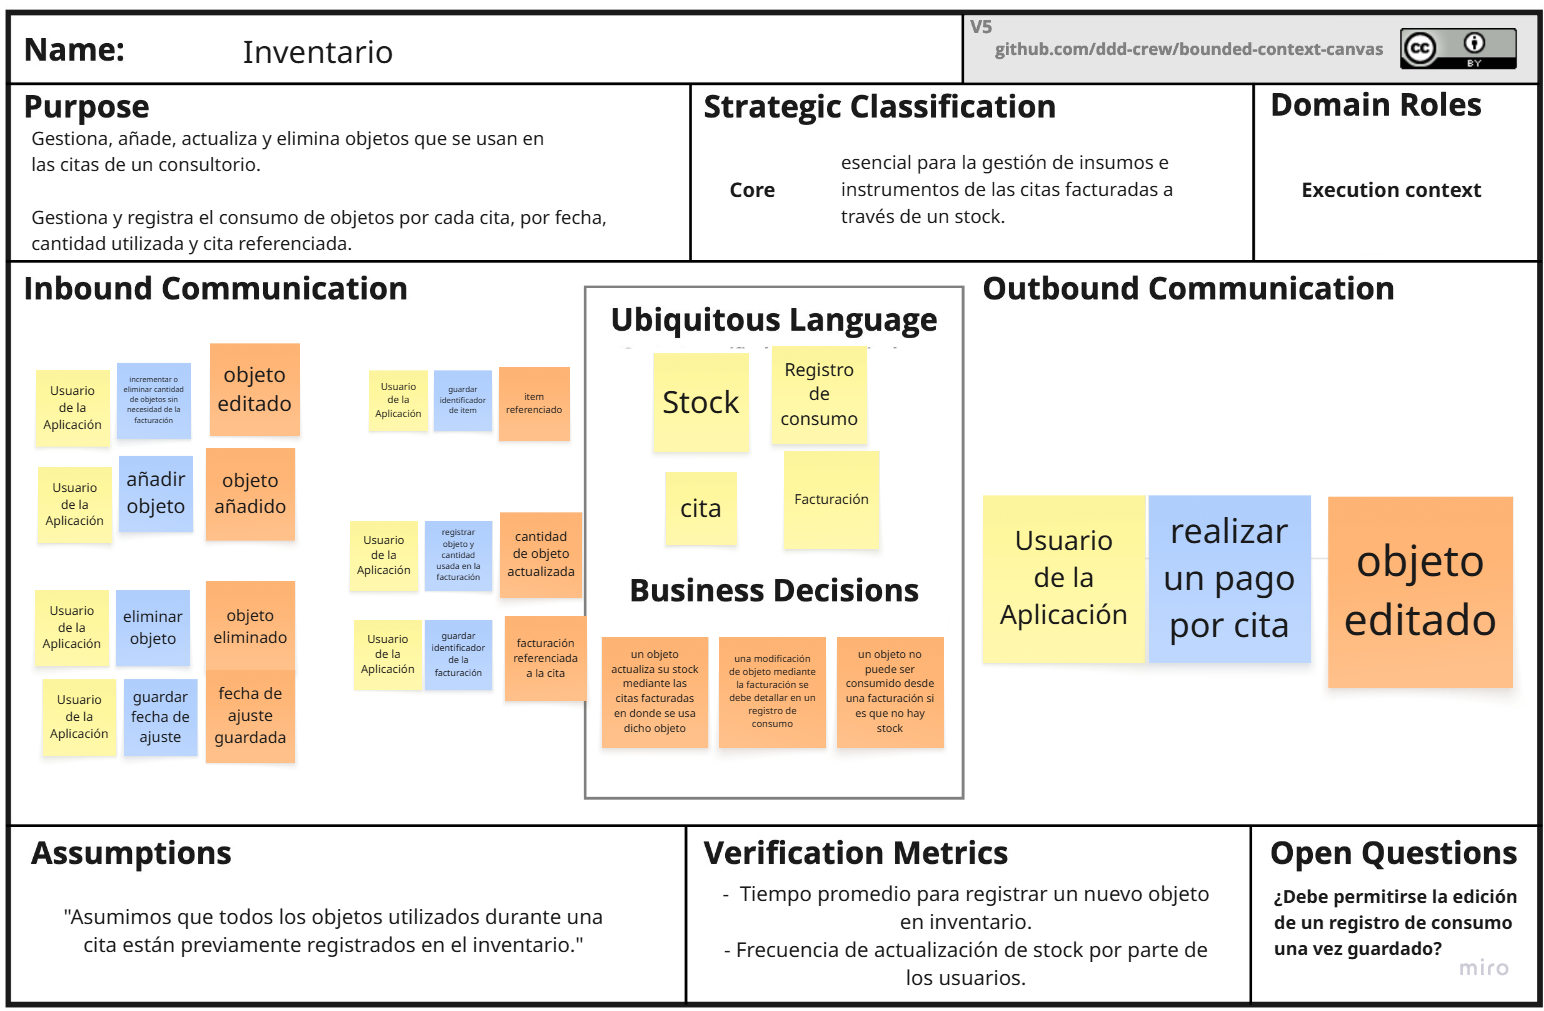 Name:
Inventario
V5
github.com/ddd-crew/bounded-context-canvas
cc
BY
Purpose
Gestiona, añade, actualiza y elimina objetos que se usan en
las citas de un consultorio.
Gestiona y registra el consumo de objetos por cada cita, por fecha,
cantidad utilizada y cita referenciada.
Strategic Classification
Core
esencial para la gestión de insumos e
instrumentos de las citas facturadas a
través de un stock.
Domain Roles
Execution context
Inbound Communication
Usuario
de la
Aplicación
incrementar o
eliminar cantidad
de objetos sin
necesidad de la
facturación
objeto
editado
Usuario
de la
Aplicación
añadir
objeto
objeto
añadido
Usuario
de la
Aplicación
eliminar
objeto
objeto
eliminado
Usuario
de la
Aplicación
guardar
fecha de
ajuste
fecha de
ajuste
guardada
Usuario
de la
Aplicación
guardar
identificador
de item
item
referenciado
Usuario
de la
Aplicación
registrar
objeto y
cantidad
usada en la
facturación
cantidad
de objeto
actualizada
Usuario
de la
Aplicación
guardar
identificador
de la
facturación
facturación
referenciada
a la cita
Ubiquitous Language
Stock
Registro
de
consumo
cita
Facturación
Business Decisions
un objeto
actualiza su stock
mediante las
citas facturadas
en donde se usa
dicho objeto
una modificación
de objeto mediante
la facturación se
debe detallar en un
registro de
consumo
un objeto no
puede ser
consumido desde
una facturación si
es que no hay
stock
Outbound Communication
Usuario
de la
Aplicación
realizar
un pago
por cita
objeto
editado
Assumptions
"Asumimos que todos los objetos utilizados durante una
cita están previamente registrados en el inventario."
Verification Metrics
- Tiempo promedio para registrar un nuevo objeto
en inventario.
- Frecuencia de actualización de stock por parte de
los usuarios.
Open Questions
¿Debe permitirse la edición
de un registro de consumo
una vez guardado?
miro